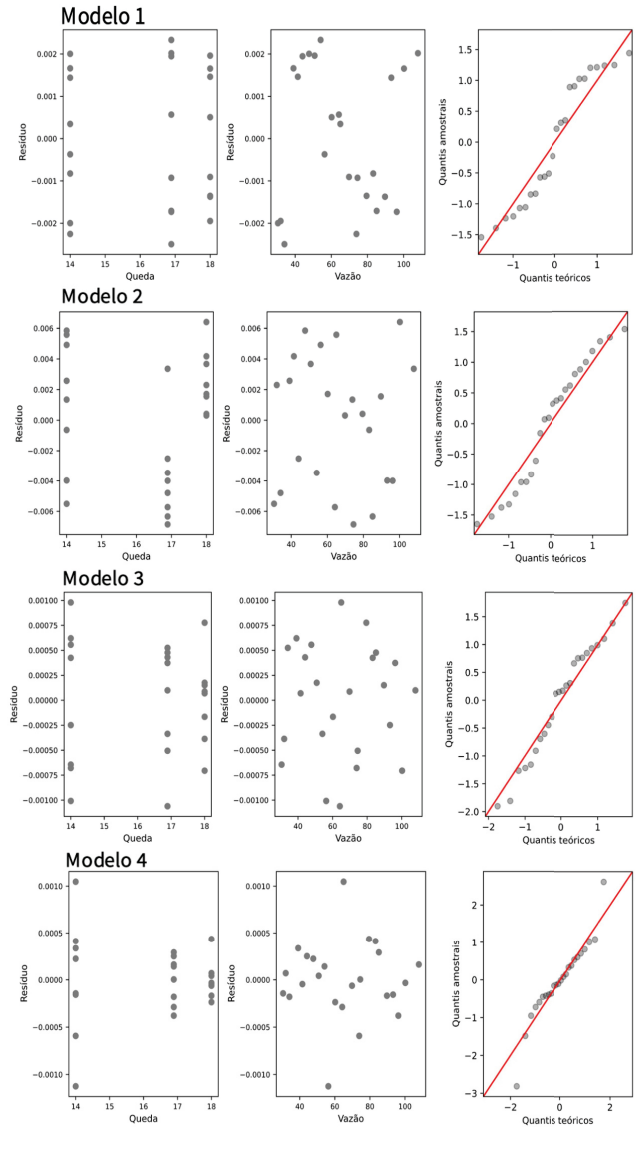 Modelo 1
0.002
0.001
0.000
−0.001
−0.002
Resíduo
14 15 16 17 18
Queda
0.002
0.001
0.000
−0.001
−0.002
Resíduo
40 60 80 100
Vazão
1.5
1.0
0.5
0.0
−0.5
−1.0
−1.5
Quantis amostrais
−1 0 1
Quantis teóricos
Modelo 2
0.006
0.004
0.002
0.000
−0.002
−0.004
−0.006
Resíduo
14 15 16 17 18
Queda
0.006
0.004
0.002
0.000
−0.002
−0.004
−0.006
Resíduo
40 60 80 100
Vazão
1.5
1.0
0.5
0.0
−0.5
−1.0
−1.5
Quantis amostrais
−1 0 1
Quantis teóricos
Modelo 3
0.00100
0.00075
0.00050
0.00025
0.00000
−0.00025
−0.00050
−0.00075
−0.00100
Resíduo
14 15 16 17 18
Queda
0.00100
0.00075
0.00050
0.00025
0.00000
−0.00025
−0.00050
−0.00075
−0.00100
Resíduo
40 60 80 100
Vazão
1.5
1.0
0.5
0.0
−0.5
−1.0
−1.5
−2.0
Quantis amostrais
−2 −1 0 1
Quantis teóricos
Modelo 4
0.0010
0.0005
0.0000
−0.0005
−0.0010
Resíduo
14 15 16 17 18
Queda
0.0010
0.0005
0.0000
−0.0005
−0.0010
Resíduo
40 60 80 100
Vazão
2
1
0
−1
−2
−3
Quantis amostrais
−2 0 2
Quantis teóricos